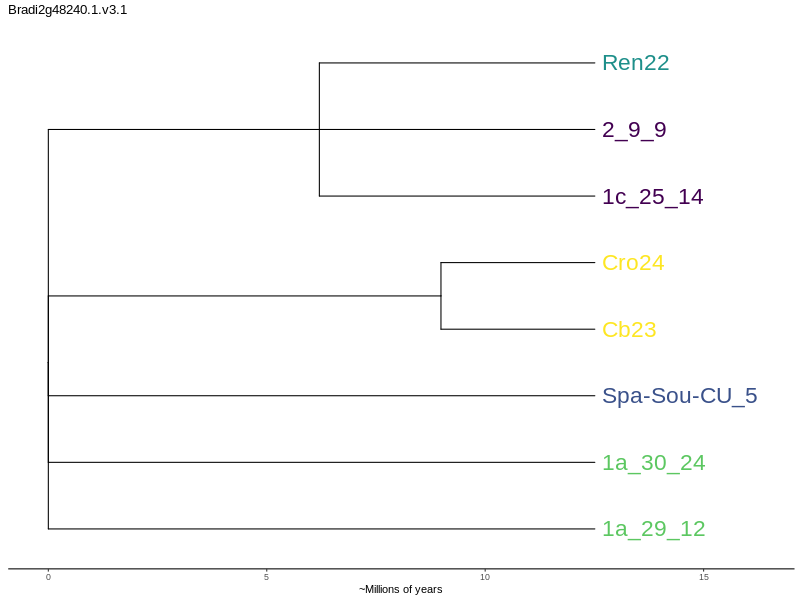 Bradi2g48240.1.v3.1
Ren22
2_9_9
1c_25_14
Cro24
Cb23
Spa-Sou-CU_5
1a_30_24
1a_29_12
0 5 10 15
~Millions of years